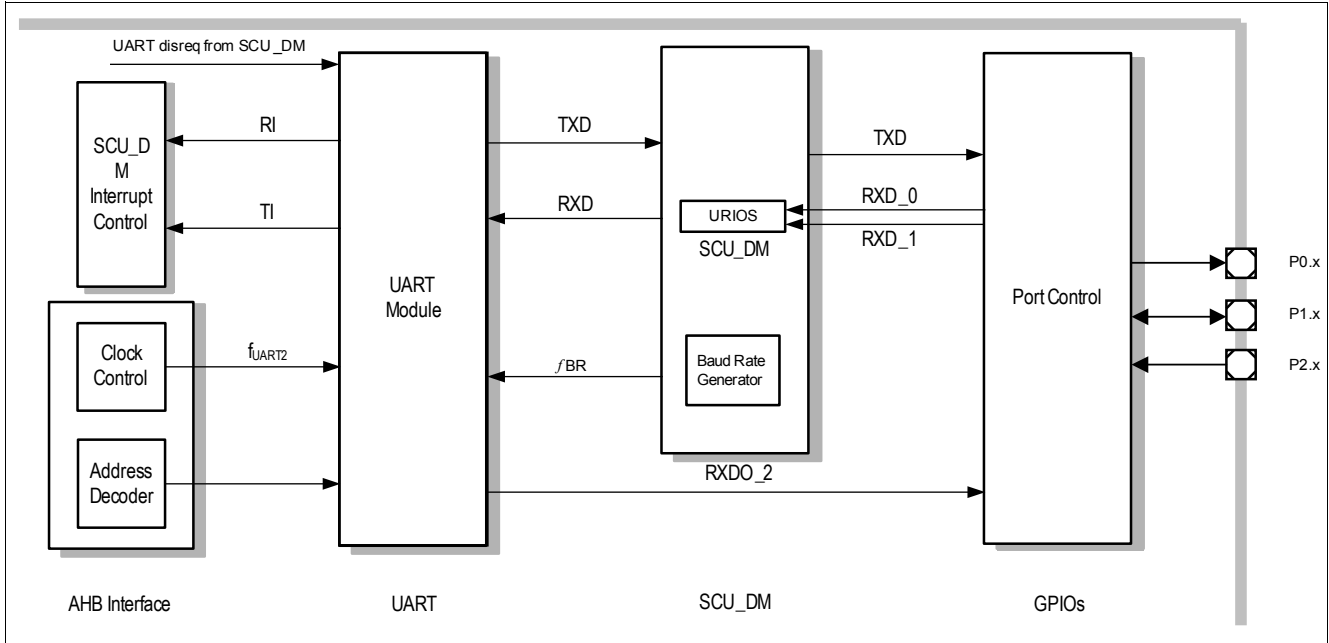 UART disreq from SCU_DM
SCU_D
M
Interrupt
Control
RI
TI
Clock
Control
Address
Decoder
fUART2
UART
Module
TXD
RXD
fBR
URIOS
SCU_DM
Baud Rate
Generator
RXDO_2
TXD
RXD_0
RXD_1
Port Control
P0.x
P1.x
P2.x
AHB Interface
UART
SCU_DM
GPIOs